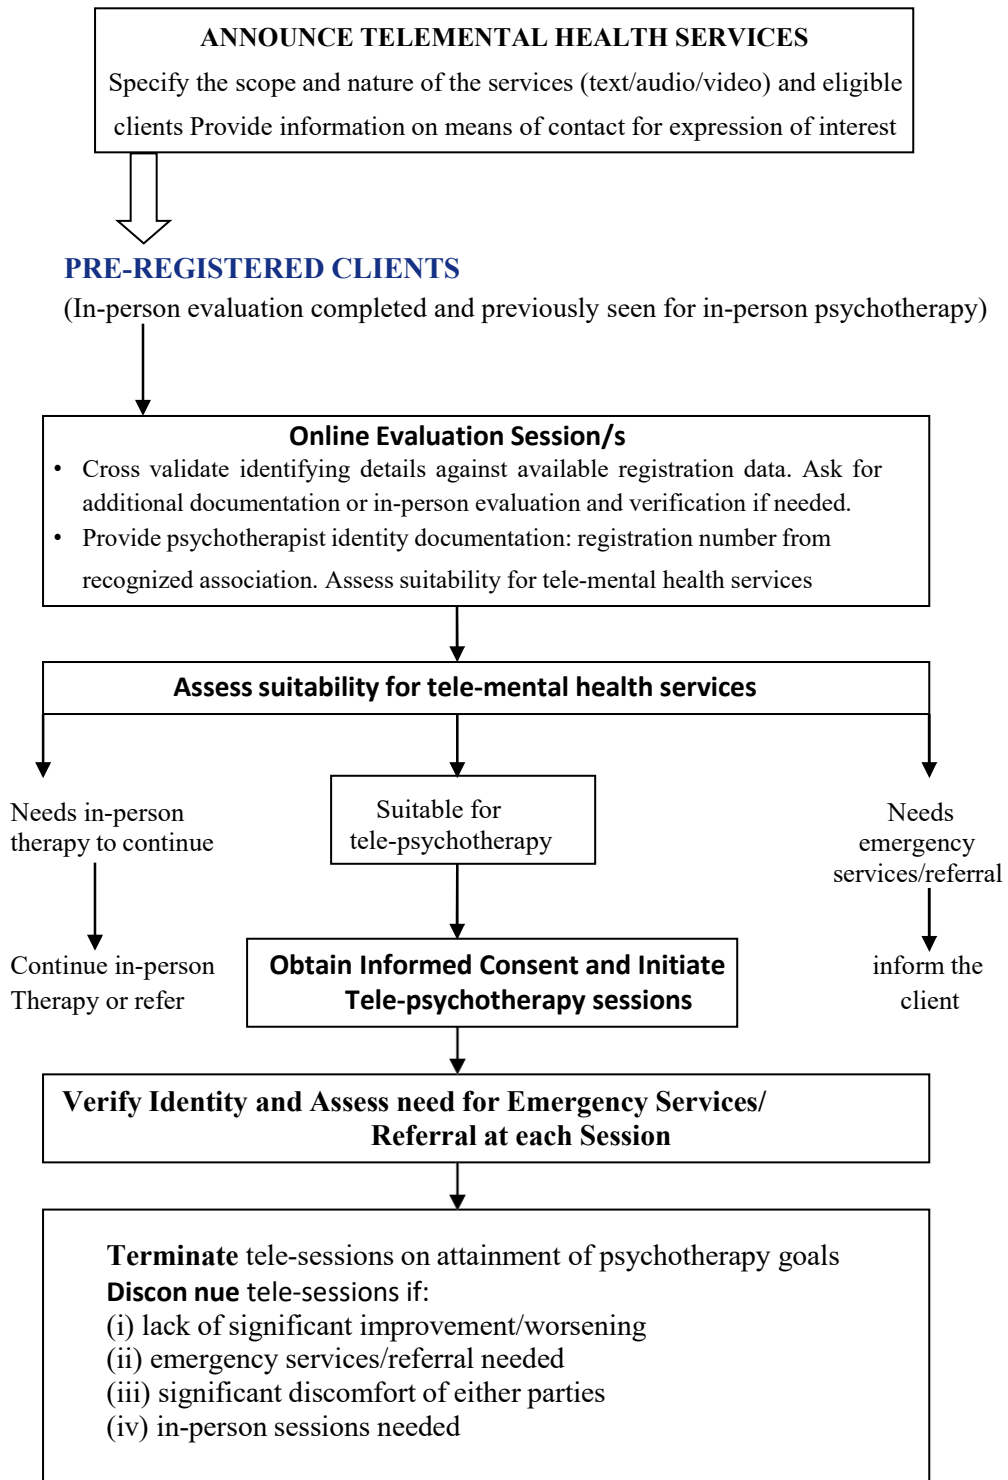 ANNOUNCE TELEMENTAL HEALTH SERVICES
Specify the scope and nature of the services (text/audio/video) and eligible
clients Provide information on means of contact for expression of interest
PRE-REGISTERED CLIENTS
(In-person evaluation completed and previously seen for in-person psychotherapy)
Online Evaluation Session/s
• Cross validate identifying details against available registration data. Ask for
additional documentation or in-person evaluation and verification if needed.
• Provide psychotherapist identity documentation: registration number from
recognized association. Assess suitability for tele-mental health services
Assess suitability for tele-mental health services
Needs in-person
therapy to continue
Suitable for
tele-psychotherapy
Needs
emergency
services/referral
Continue in-person
Therapy or refer
Obtain Informed Consent and Initiate
Tele-psychotherapy sessions
inform the
client
Verify Identity and Assess need for Emergency Services/
Referral at each Session
Terminate tele-sessions on attainment of psychotherapy goals
Discon nue tele-sessions if:
(i) lack of significant improvement/worsening
(ii) emergency services/referral needed
(iii) significant discomfort of either parties
(iv) in-person sessions needed